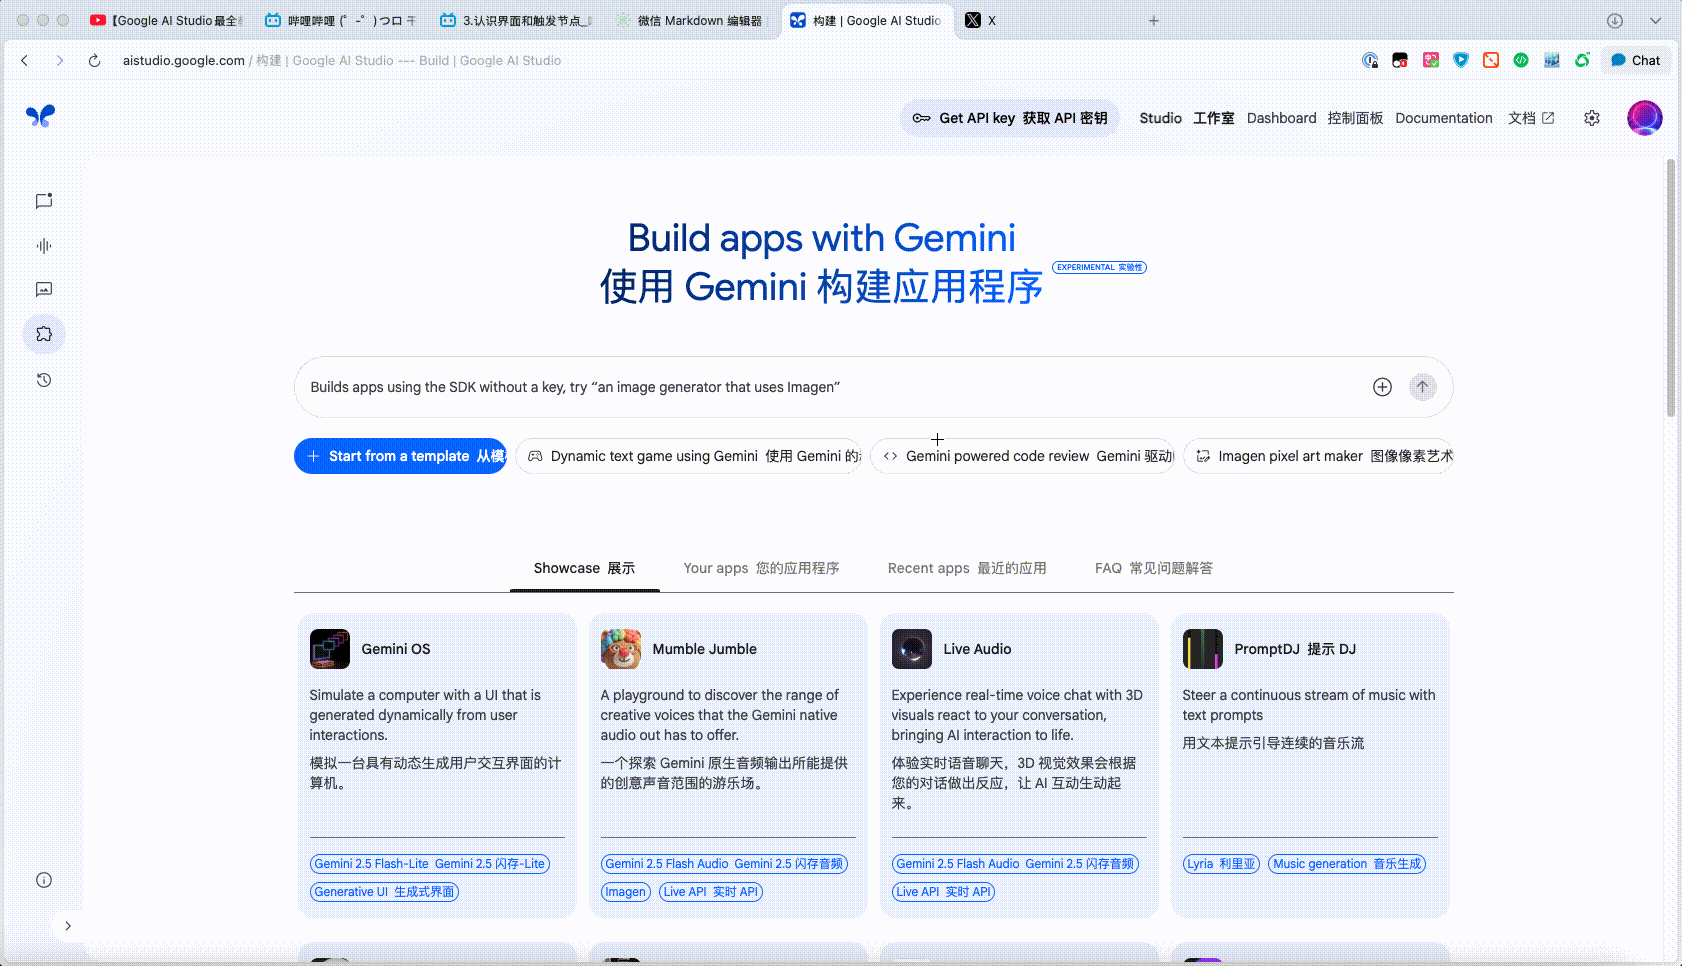 【Google AI Studio 最全
哔哩哔哩 (゜-゜)つロ 干
3.认识界面和触发节点_
微信 Markdown 编辑器
构建 | Google AI Studio
X
aistudio.google.com / 构建 | Google AI Studio --- Build | Google AI Studio
Chat
Get API key 获取 API 密钥
Studio 工作室
Dashboard 控制面板
Documentation 文档
Build apps with Gemini
使用 Gemini 构建应用程序
EXPERIMENTAL 实验性
Builds apps using the SDK without a key, try “an image generator that uses Imagen”
Start from a template 从模
Dynamic text game using Gemini 使用 Gemini 的
Gemini powered code review Gemini 驱动
Imagen pixel art maker 图像像素艺术
Showcase 展示
Your apps 您的应用程序
Recent apps 最近的应用
FAQ 常见问题解答
Gemini OS
Simulate a computer with a UI that is
generated dynamically from user
interactions.
模拟一台具有动态生成用户交互界面的计
算机。
Gemini 2.5 Flash-Lite Gemini 2.5 闪存-Lite
Generative UI 生成式界面
Mumble Jumble
A playground to discover the range of
creative voices that the Gemini native
audio out has to offer.
一个探索 Gemini 原生音频输出所能提供
的创意声音范围的游乐场。
Gemini 2.5 Flash Audio Gemini 2.5 闪存音频
Imagen
Live API 实时 API
Live Audio
Experience real-time voice chat with 3D
visuals react to your conversation,
bringing AI interaction to life.
体验实时语音聊天，3D 视觉效果会根据
您的对话做出反应，让 AI 互动生动起
来。
Gemini 2.5 Flash Audio Gemini 2.5 闪存音频
Live API 实时 API
PromptDJ 提示 DJ
Steer a continuous stream of music with
text prompts
用文本提示引导连续的音乐流
Lyria 利里亚
Music generation 音乐生成